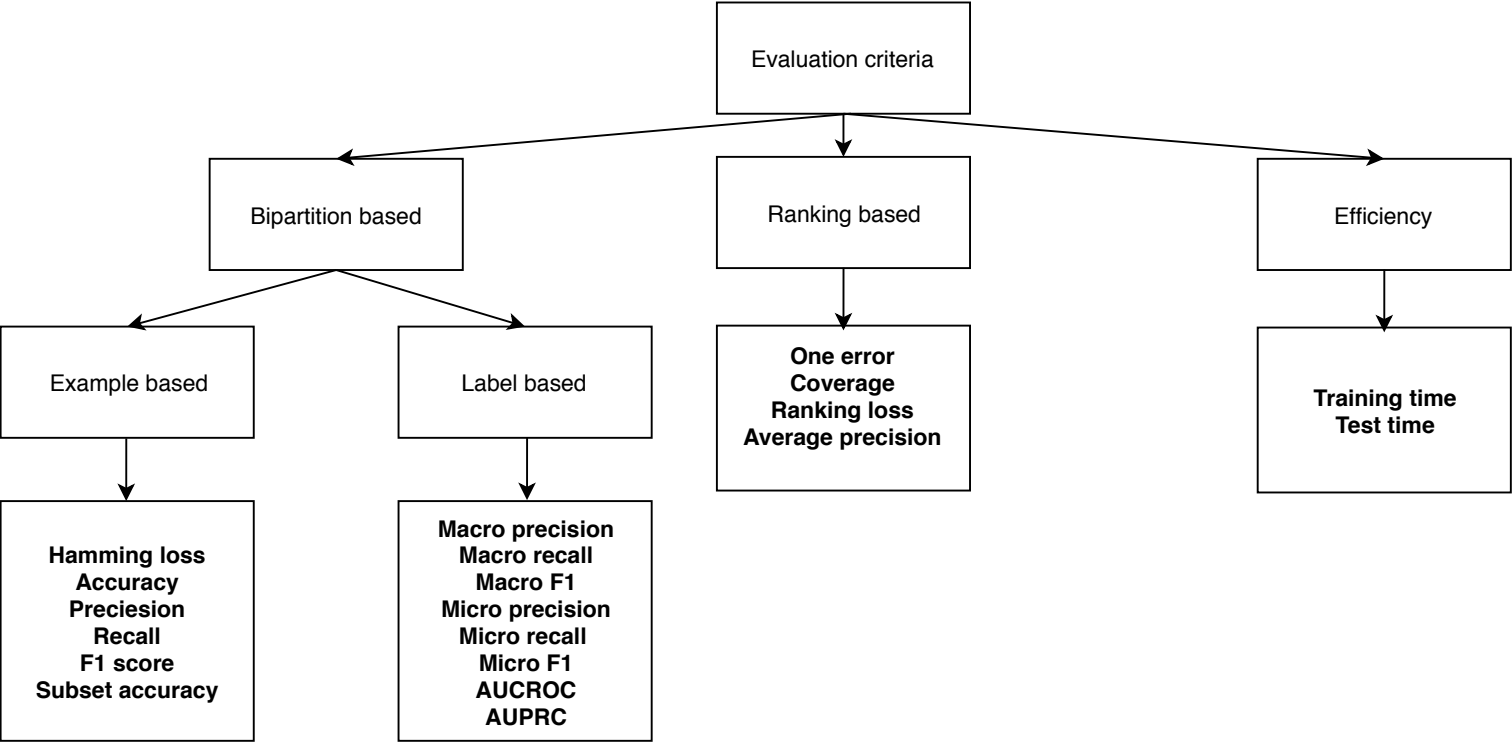 Evaluation criteria
Bipartition based
Ranking based
Efficiency
Example based
Label based
One error
Coverage
Ranking loss
Average precision
Training time
Test time
Hamming loss
Accuracy
Preciesion
Recall
F1 score
Subset accuracy
Macro precision
Macro recall
Macro F1
Micro precision
Micro recall
Micro F1
AUCROC
AUPRC